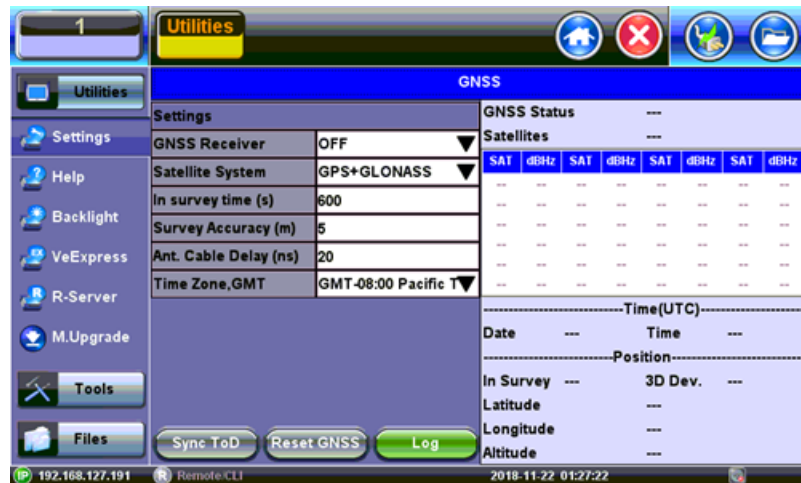 1
Utilities
Utilities
Settings
Help
Backlight
VeExpress
R-Server
M.Upgrade
Tools
Files
GNSS
Settings
GNSS Receiver OFF
Satellite System GPS+GLONASS
In survey time (s) 600
Survey Accuracy (m) 5
Ant. Cable Delay (ns) 20
Time Zone,GMT GMT-08:00 Pacific T
Sync ToD Reset GNSS Log
GNSS Status ---
Satellites ---
SAT dBHz SAT dBHz SAT dBHz SAT dBHz
-- -- -- -- -- -- -- --
-- -- -- -- -- -- -- --
-- -- -- -- -- -- -- --
-- -- -- -- -- -- -- --
-- -- -- -- -- -- -- --
-- -- -- -- -- -- -- --
Time(UTC)
Date --- Time ---
Position
In Survey --- 3D Dev. ---
Latitude ---
Longitude ---
Altitude ---
IP 192.168.127.191 R Remote/CLI 2018-11-22 01:27:22